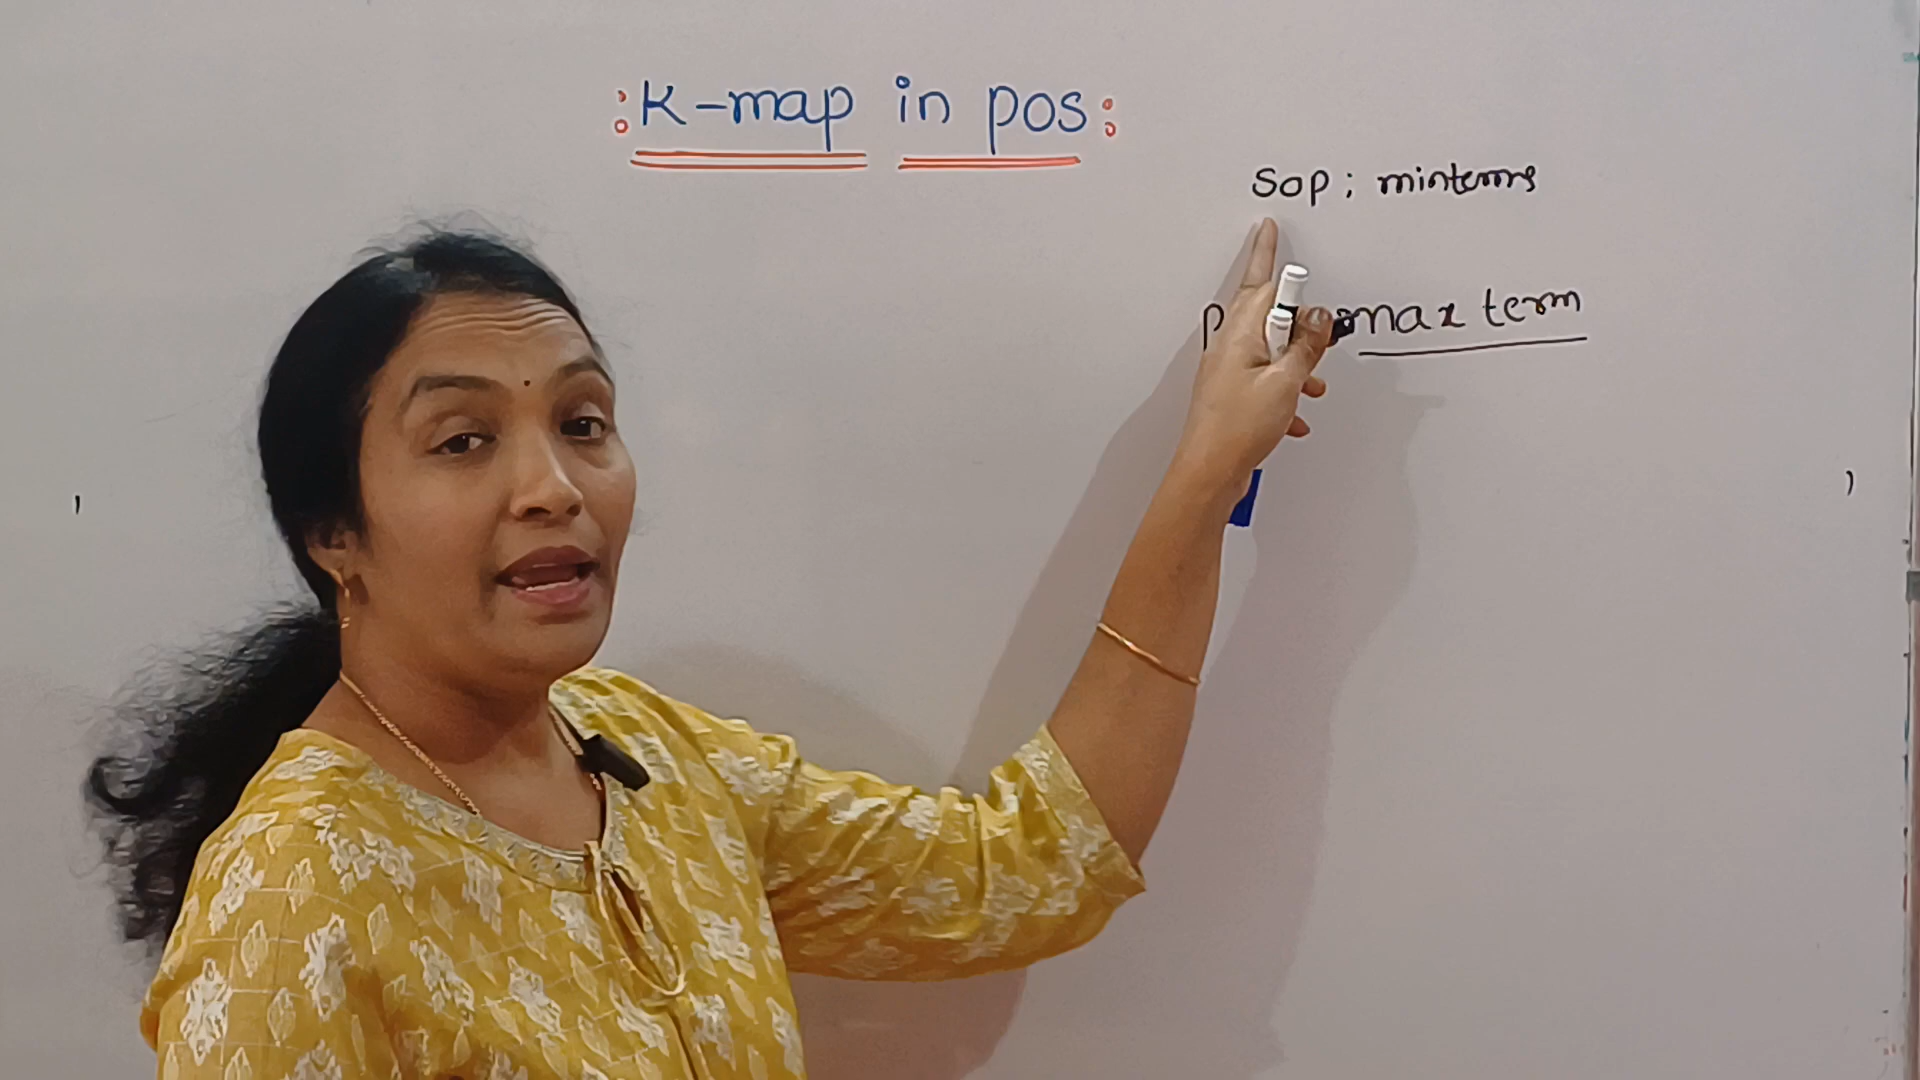 :K-map in pos:
Sop; minterms
p max term